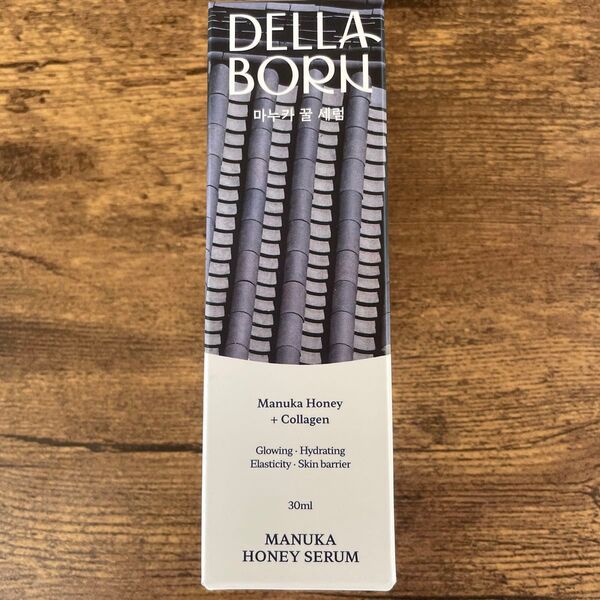 DELLA
BORN
마누카 꿀 세럼
Manuka Honey
+ Collagen
Glowing · Hydrating
Elasticity · Skin barrier
30ml
MANUKA
HONEY SERUM